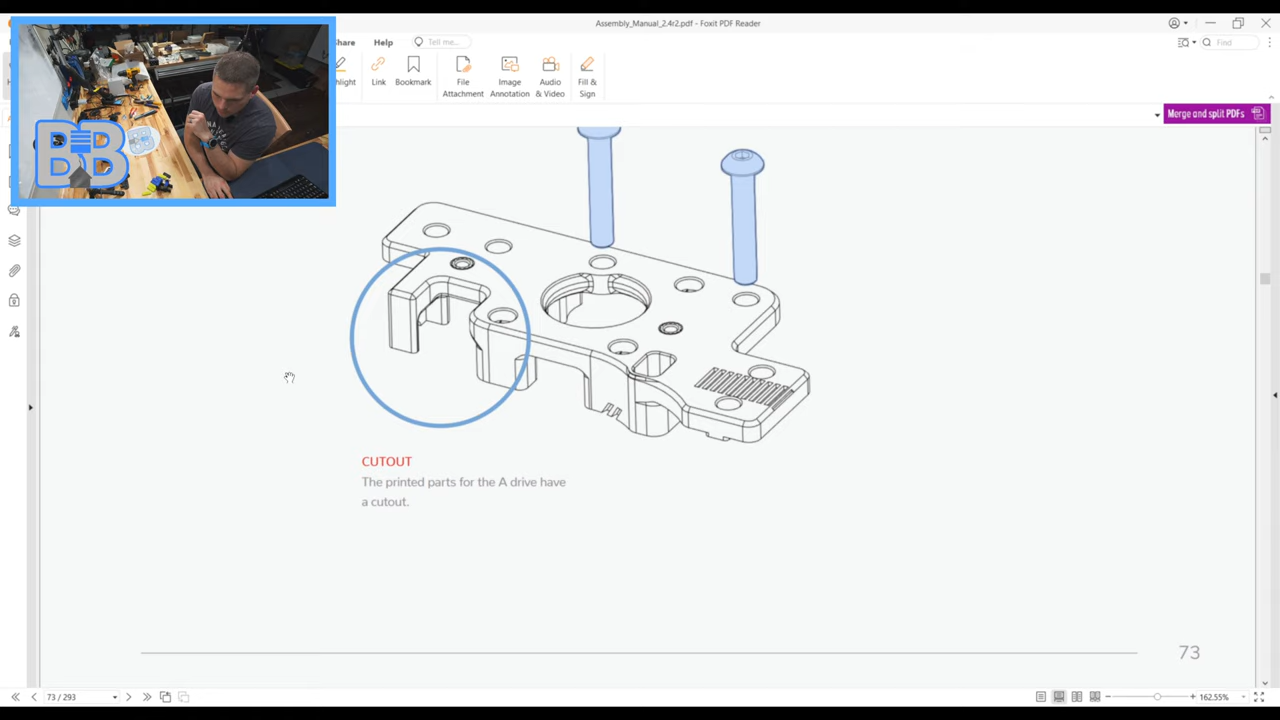 Assembly_Manual_2.4r2.pdf - Foxit PDF Reader
Share Help Tell me...
Find
Link
Bookmark
File
Attachment
Image
Annotation
Audio
& Video
Fill &
Sign
Merge and split PDFs
BB
CUTOUT
The printed parts for the A drive have
a cutout.
73
73 / 293
162.55%